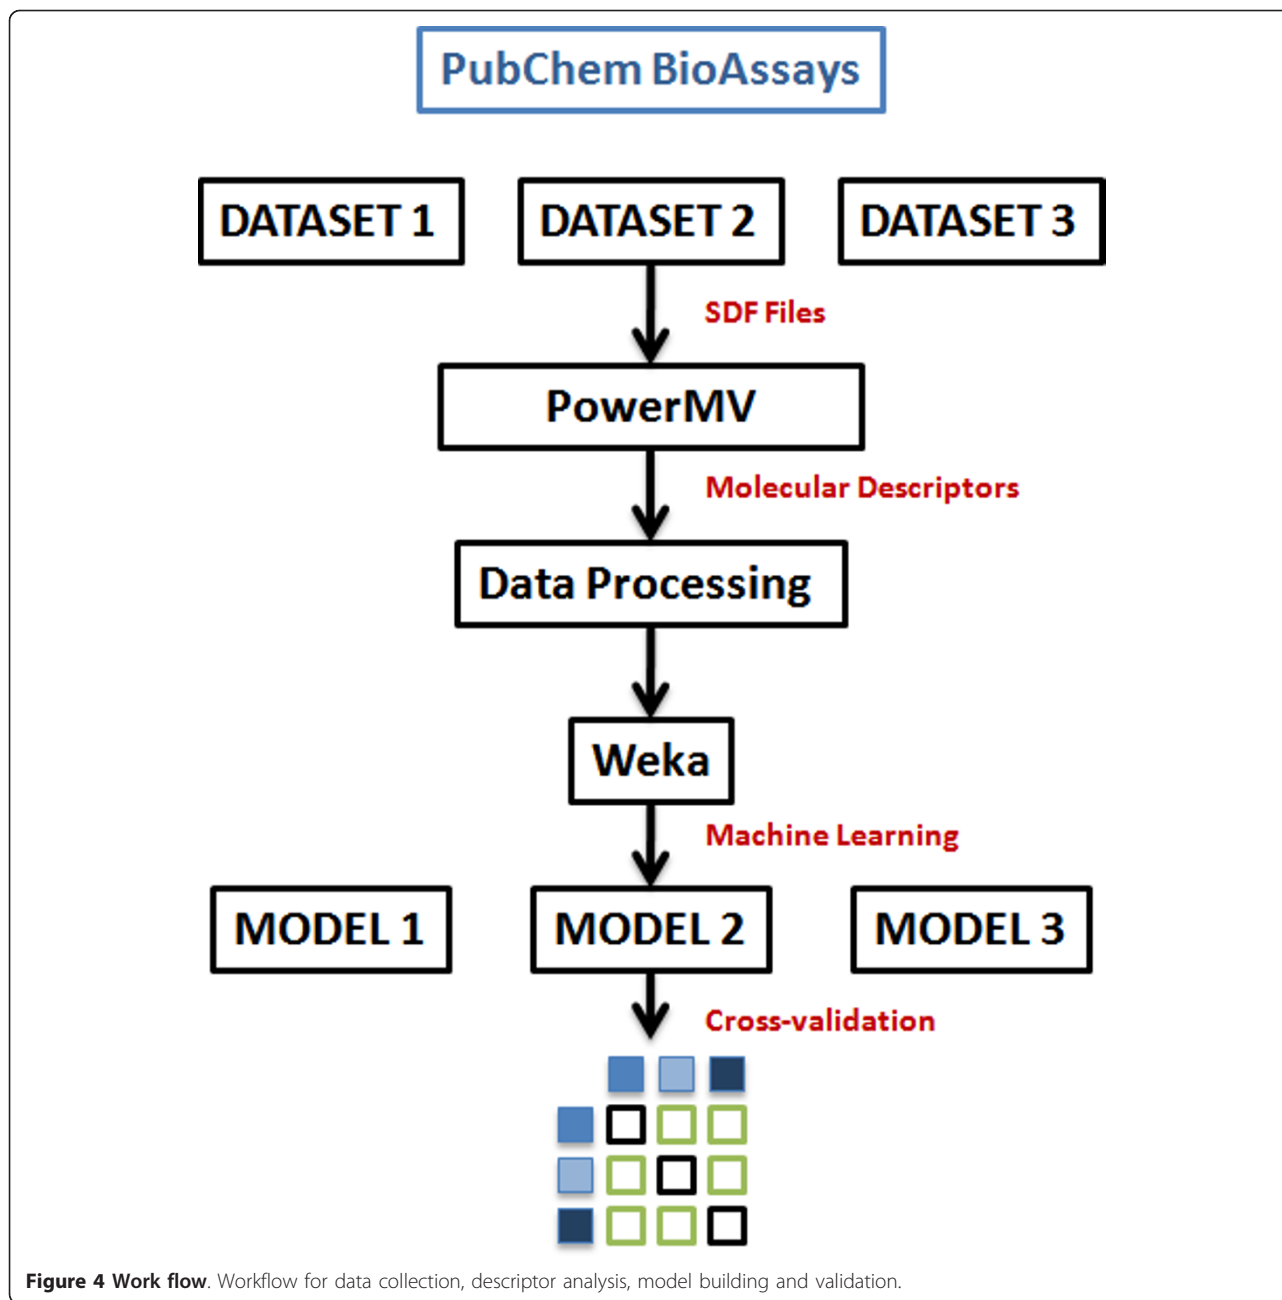 PubChem BioAssays
DATASET 1 DATASET 2 DATASET 3
SDF Files
PowerMV
Molecular Descriptors
Data Processing
Weka
Machine Learning
MODEL 1 MODEL 2 MODEL 3
Cross-validation
Figure 4 Work flow. Workflow for data collection, descriptor analysis, model building and validation.